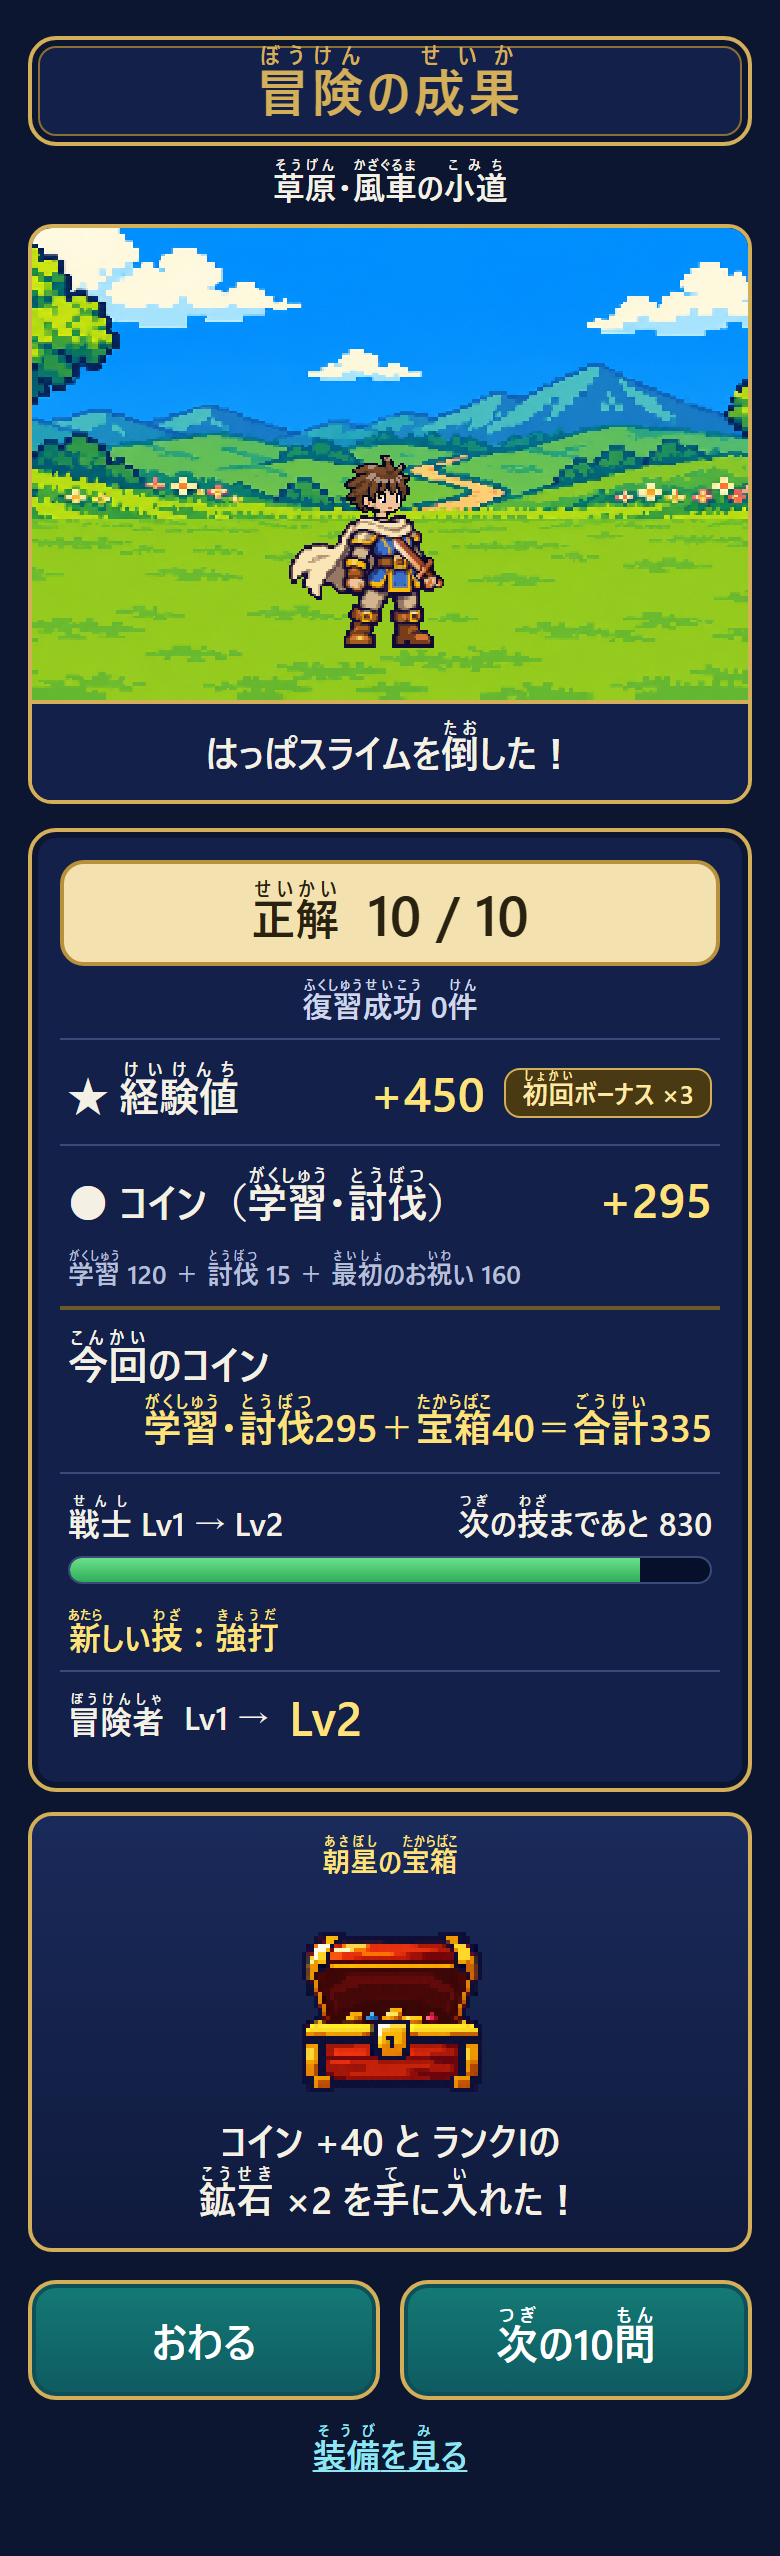 冒険の成果
草原・風車の小道
はっぱスライムを倒した！
正解 10 / 10
復習成功 0件
★ 経験値 +450 初回ボーナス ×3
● コイン（学習・討伐） +295
学習 120 ＋ 討伐 15 ＋ 最初のお祝い 160
今回のコイン
学習・討伐295＋宝箱40＝合計335
戦士 Lv1 → Lv2 次の技まであと 830
新しい技：強打
冒険者 Lv1 → Lv2
朝星の宝箱
コイン +40 と ランクIの
鉱石 ×2 を手に入れた！
おわる 次の10問
装備を見る